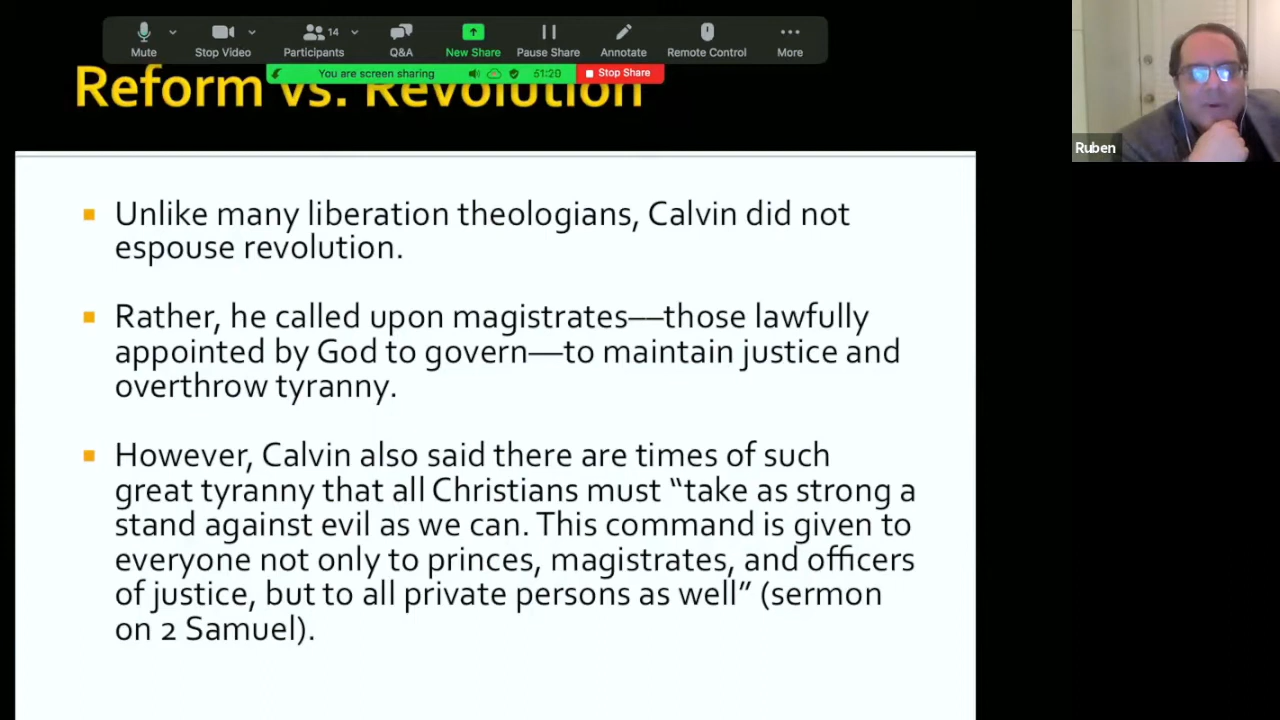 Mute
Stop Video
14
Participants
Q&A
New Share
Pause Share
Annotate
Remote Control
More
You are screen sharing
51:20
Stop Share
Reform vs. Revolution
Ruben
Unlike many liberation theologians, Calvin did not
espouse revolution.
Rather, he called upon magistrates—those lawfully
appointed by God to govern—to maintain justice and
overthrow tyranny.
However, Calvin also said there are times of such
great tyranny that all Christians must “take as strong a
stand against evil as we can. This command is given to
everyone not only to princes, magistrates, and officers
of justice, but to all private persons as well” (sermon
on 2 Samuel).